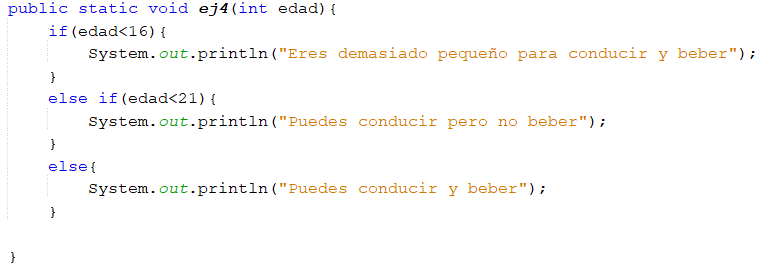 public static void ej4(int edad){
if(edad<16){
System.out.println("Eres demasiado pequeño para conducir y beber");
}
else if(edad<21){
System.out.println("Puedes conducir pero no beber");
}
else{
System.out.println("Puedes conducir y beber");
}
}